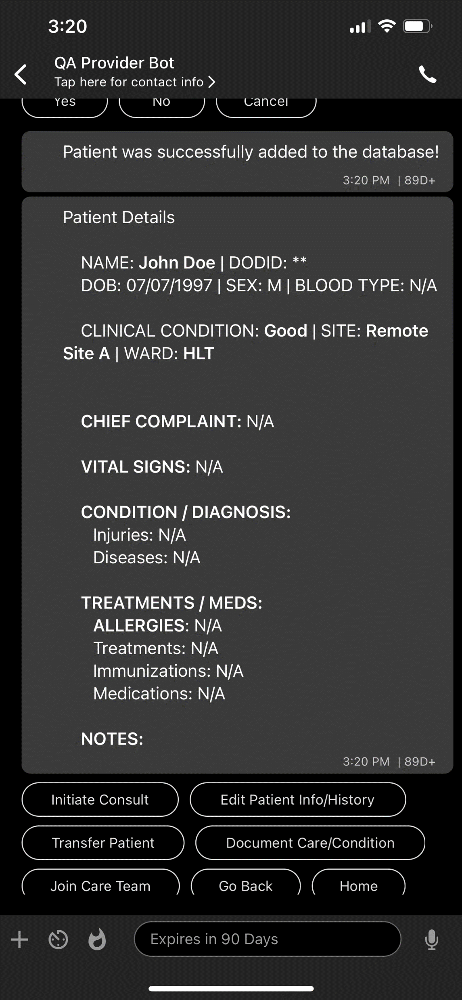 3:20
QA Provider Bot
Tap here for contact info
Yes No Cancel
Patient was successfully added to the database!
3:20 PM | 89D+
Patient Details
NAME: John Doe | DODID: **
DOB: 07/07/1997 | SEX: M | BLOOD TYPE: N/A
CLINICAL CONDITION: Good | SITE: Remote
Site A | WARD: HLT
CHIEF COMPLAINT: N/A
VITAL SIGNS: N/A
CONDITION / DIAGNOSIS:
Injuries: N/A
Diseases: N/A
TREATMENTS / MEDS:
ALLERGIES: N/A
Treatments: N/A
Immunizations: N/A
Medications: N/A
NOTES:
3:20 PM | 89D+
Initiate Consult Edit Patient Info/History
Transfer Patient Document Care/Condition
Join Care Team Go Back Home
Expires in 90 Days